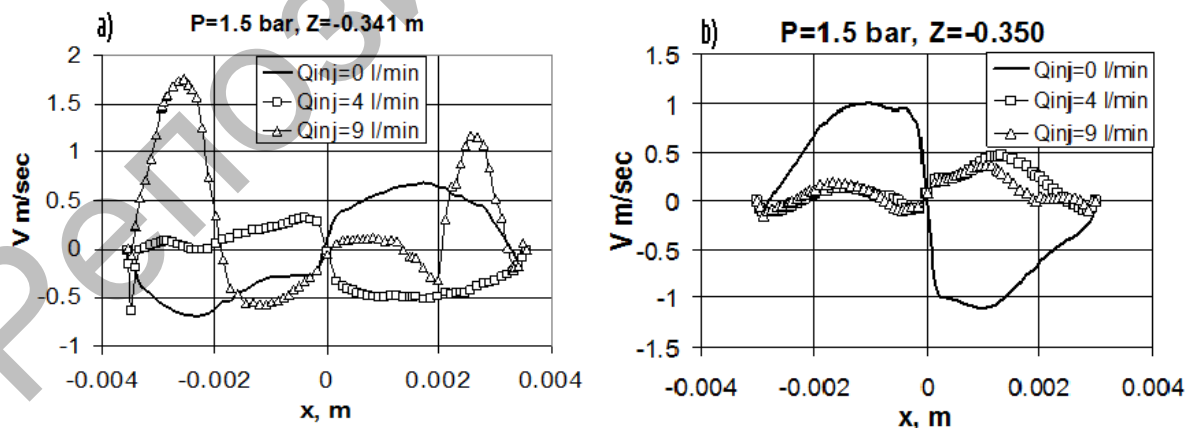 a)
P=1.5 bar, Z=-0.341 m
2
1.5
1
0.5
0
-0.5
-1
V m/sec
Qinj=0 l/min
Qinj=4 l/min
Qinj=9 l/min
-0.004
-0.002
0
0.002
0.004
x, m
b)
P=1.5 bar, Z=-0.350
1.5
1
0.5
0
-0.5
-1
-1.5
V m/sec
Qinj=0 l/min
Qinj=4 l/min
Qinj=9 l/min
-0.004
-0.002
0
0.002
0.004
x, m